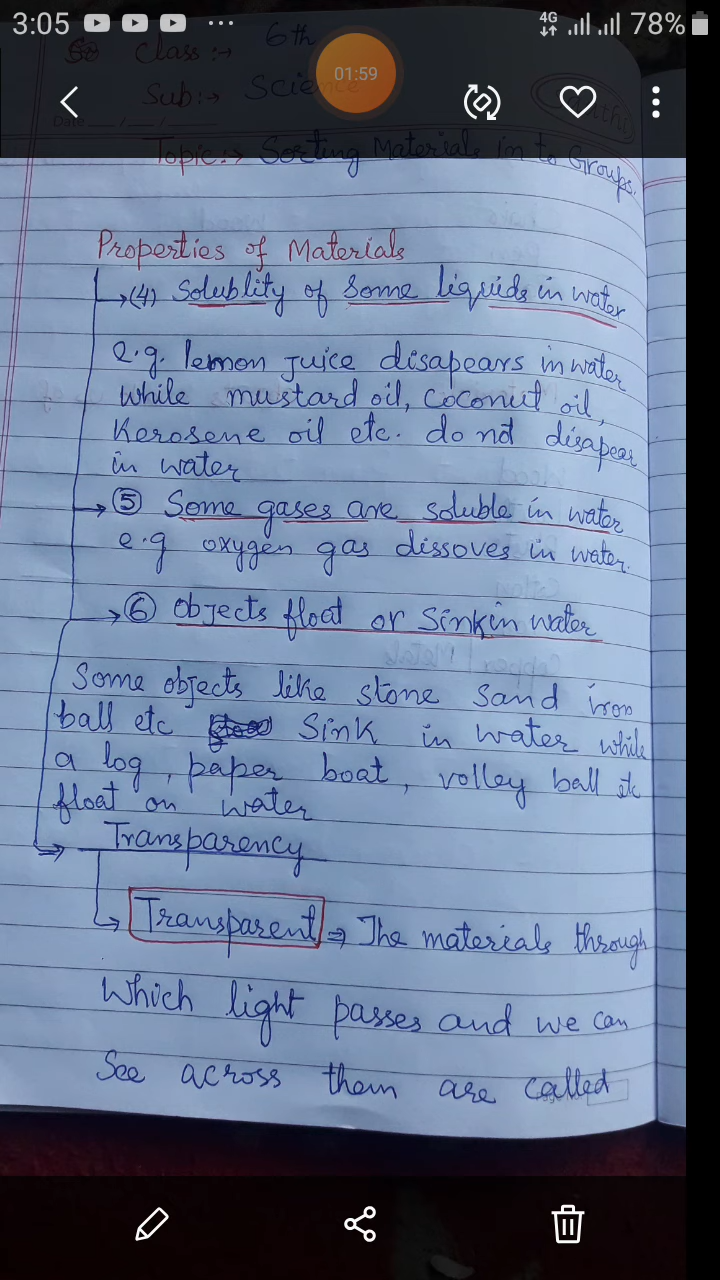 3:05
4G
78%
Class :→ 6th
01:59
Sub:→ Science
Date
Topic:→ Sorting Materials in to Groups.
Properties of Materials
→(4) Solublity of Some liquids in water
e.g. lemon juice disapears in water
while mustard oil, coconut oil,
Kerosene oil etc. do not disapear
in water
→ ⑤ Some gases are soluble in water
e.g oxygen gas dissoves in water.
→ ⑥ Objects float or Sink in water
Some objects like stone sand iron
ball etc Sink in water while
a log, paper boat, volley ball etc
float on water
→ Transparency
→ Transparent ⇒ The materials through
Which light passes and we can
See across them are called